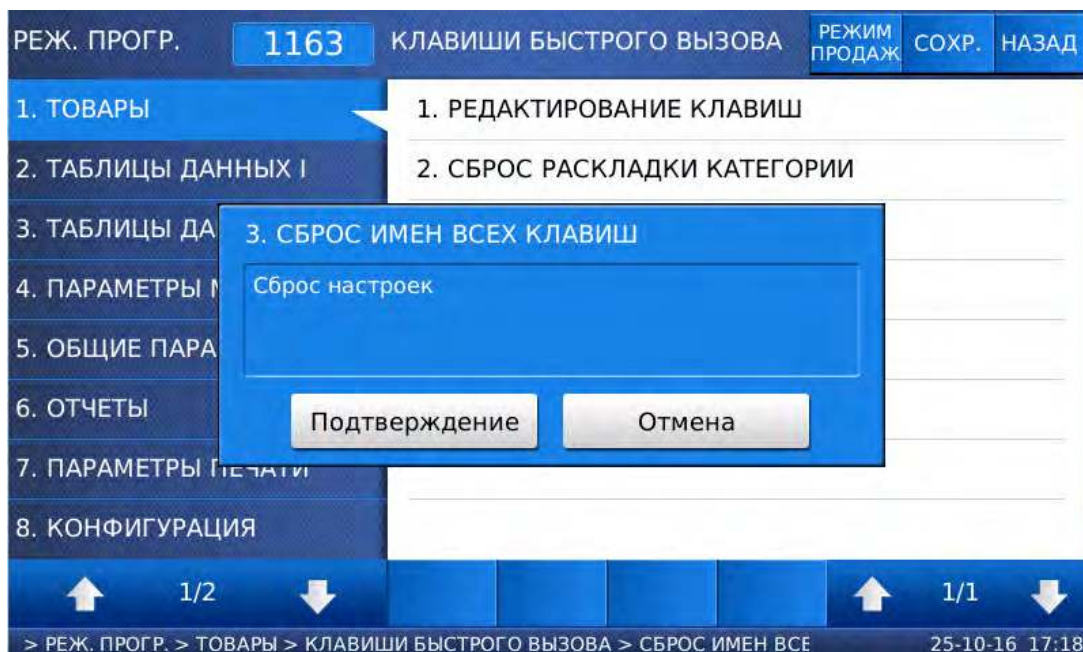 РЕЖ. ПРОГР. 1163 КЛАВИШИ БЫСТРОГО ВЫЗОВА РЕЖИМ ПРОДАЖ СОХР. НАЗАД
1. ТОВАРЫ
1. РЕДАКТИРОВАНИЕ КЛАВИШ
2. ТАБЛИЦЫ ДАННЫХ I
2. СБРОС РАСКЛАДКИ КАТЕГОРИИ
3. ТАБЛИЦЫ ДА
3. СБРОС ИМЕН ВСЕХ КЛАВИШ
4. ПАРАМЕТРЫ
Сброс настроек
5. ОБЩИЕ ПАРА
6. ОТЧЕТЫ
Подтверждение Отмена
7. ПАРАМЕТРЫ ПЕЧАТИ
8. КОНФИГУРАЦИЯ
1/2 1/1
> РЕЖ. ПРОГР. > ТОВАРЫ > КЛАВИШИ БЫСТРОГО ВЫЗОВА > СБРОС ИМЕН ВСЕ 25-10-16 17:18